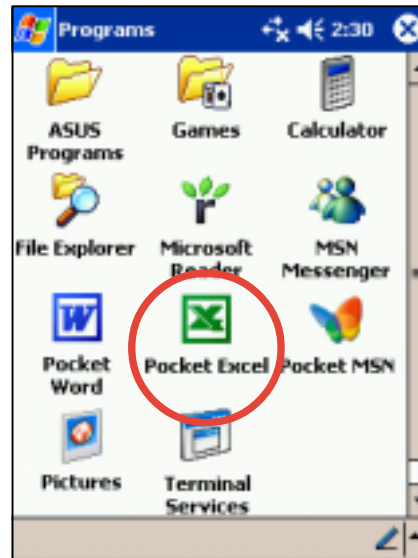 Programs 2:30
ASUS Programs
Games
Calculator
File Explorer
Microsoft Reader
MSN Messenger
Pocket Word
Pocket Excel
Pocket MSN
Pictures
Terminal Services